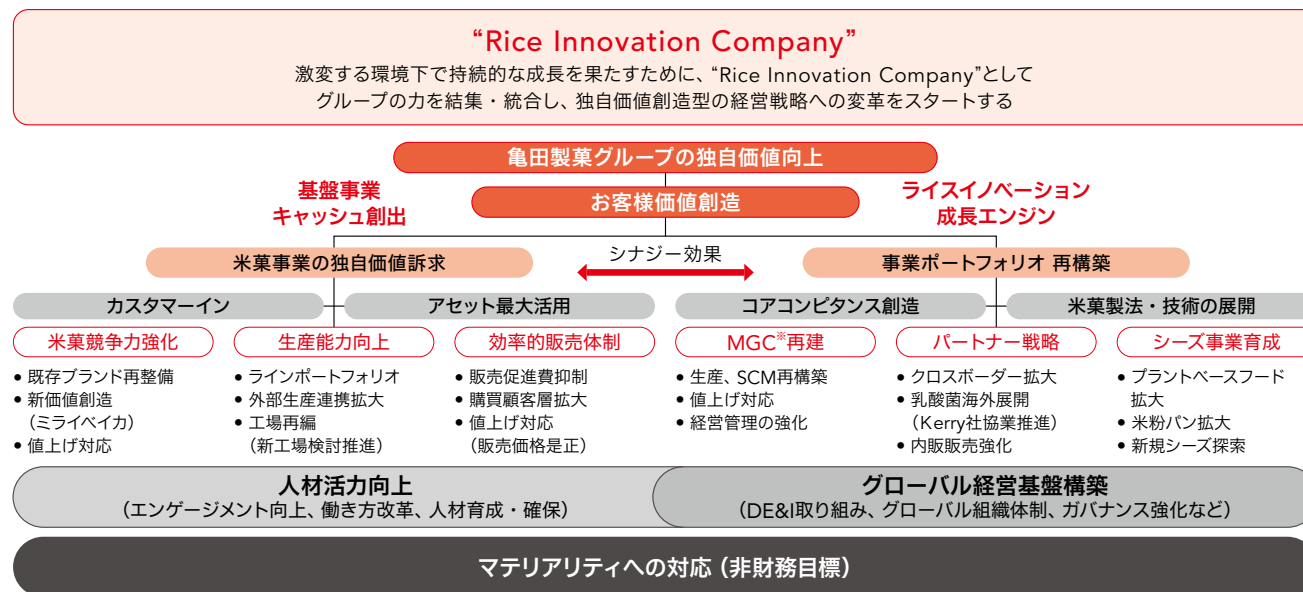 “Rice Innovation Company”
激変する環境下で持続的な成長を果たすために、“Rice Innovation Company”として
グループの力を結集・統合し、独自価値創造型の経営戦略への変革をスタートする
亀田製菓グループの独自価値向上
基盤事業
キャッシュ創出
お客様価値創造
ライスイノベーション
成長エンジン
米菓事業の独自価値訴求
シナジー効果
事業ポートフォリオ 再構築
カスタマーイン
アセット最大活用
コアコンピタンス創造
米菓製法・技術の展開
米菓競争力強化
• 既存ブランド再整備
• 新価値創造
（ミライベイカ）
• 値上げ対応
生産能力向上
• ラインポートフォリオ
• 外部生産連携拡大
• 工場再編
（新工場検討推進）
効率的販売体制
• 販売促進費抑制
• 購買顧客層拡大
• 値上げ対応
（販売価格是正）
MGC※再建
• 生産、SCM再構築
• 値上げ対応
• 経営管理の強化
パートナー戦略
• クロスボーダー拡大
• 乳酸菌海外展開
（Kerry社協業推進）
• 内販販売強化
シーズ事業育成
• プラントベースフード
拡大
• 米粉パン拡大
• 新規シーズ探索
人材活力向上
（エンゲージメント向上、働き方改革、人材育成・確保）
グローバル経営基盤構築
（DE&I取り組み、グローバル組織体制、ガバナンス強化など）
マテリアリティへの対応（非財務目標）